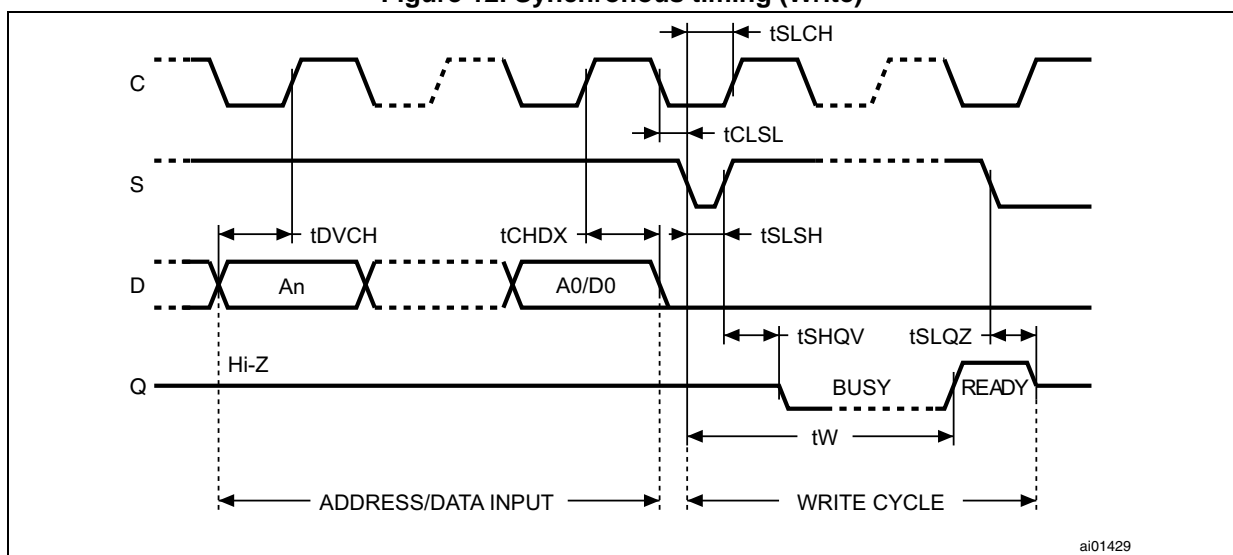 Figure 12. Synchronous timing (Write)
tSLCH
C
tCLSL
S
tDVCH
tCHDX
tSLSH
D
An
A0/D0
tSHQV
tSLQZ
Hi-Z
Q
BUSY
READY
tW
ADDRESS/DATA INPUT
WRITE CYCLE
ai01429